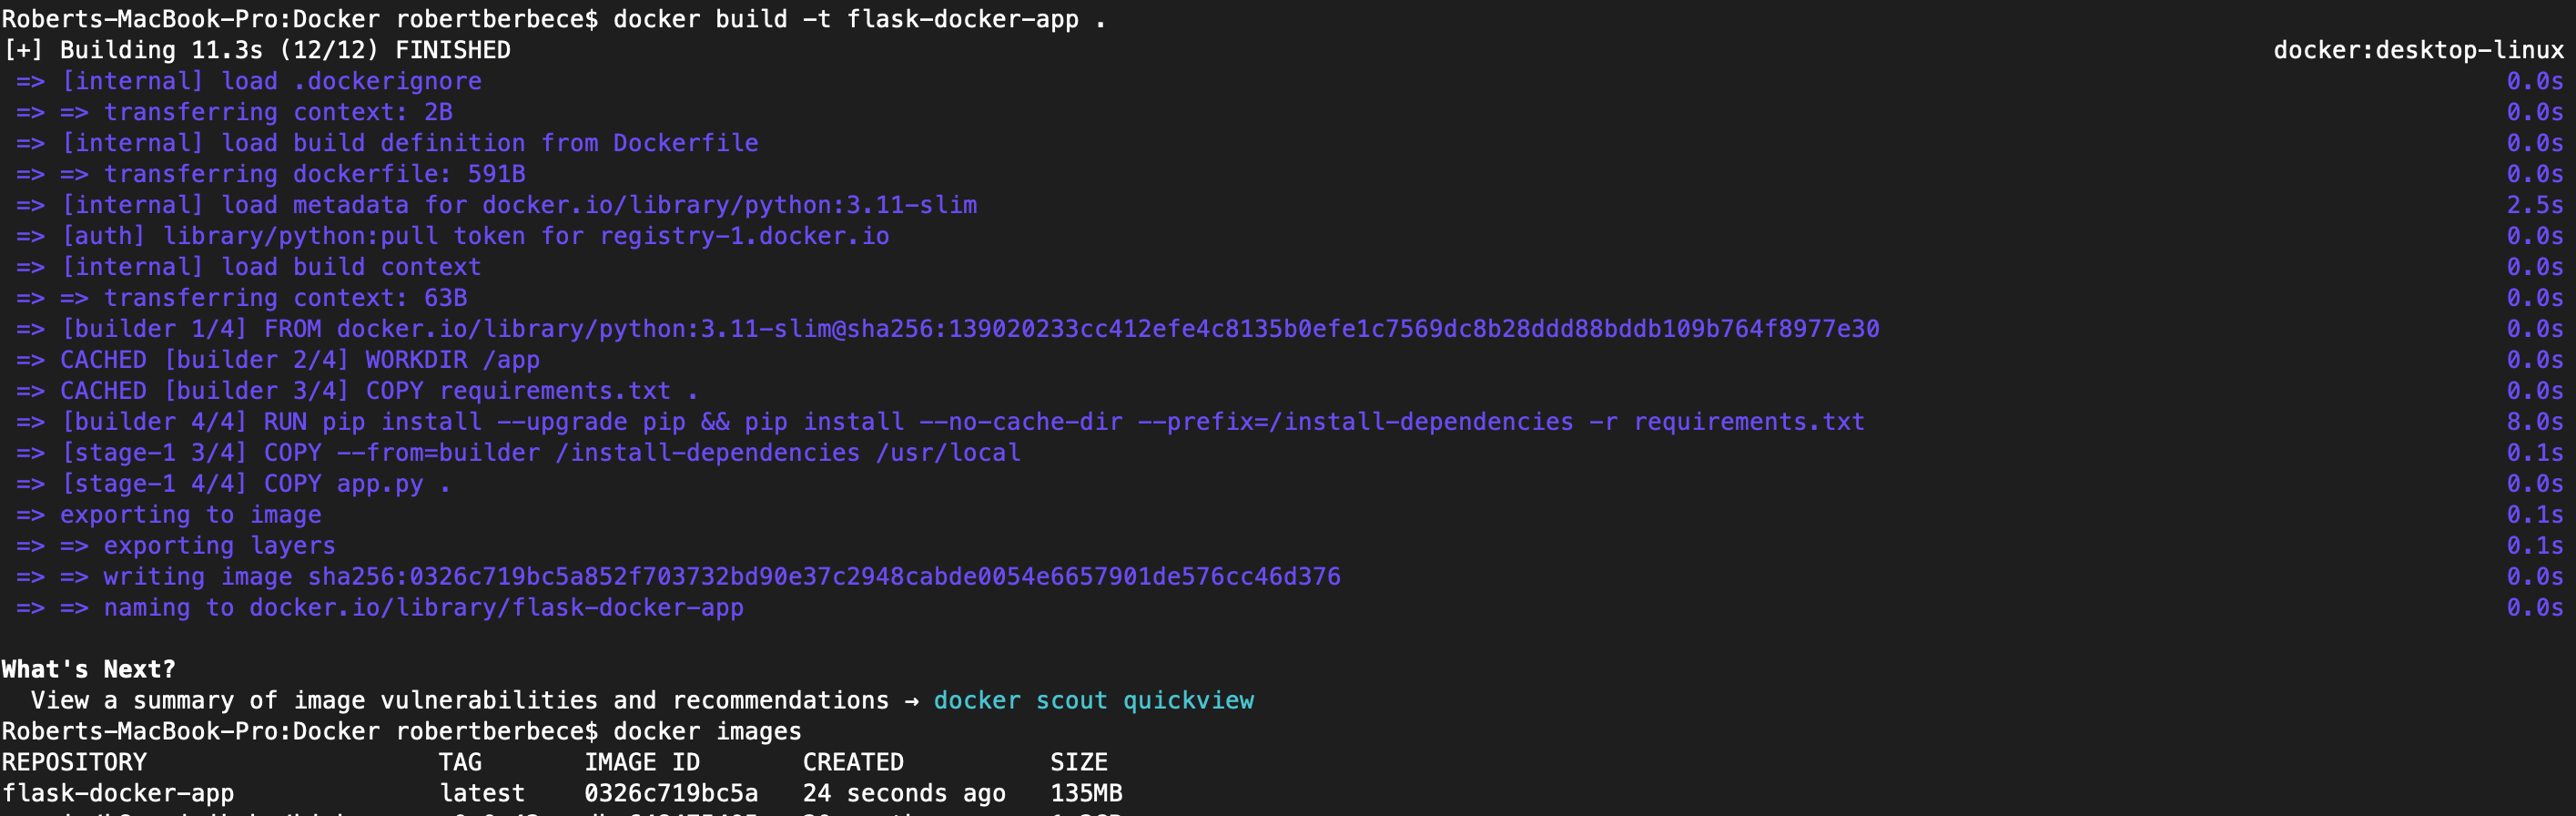 Roberts-MacBook-Pro:Docker robertberbece$ docker build -t flask-docker-app .
[+] Building 11.3s (12/12) FINISHED docker:desktop-linux
=> [internal] load .dockerignore 0.0s
=> => transferring context: 2B 0.0s
=> [internal] load build definition from Dockerfile 0.0s
=> => transferring dockerfile: 591B 0.0s
=> [internal] load metadata for docker.io/library/python:3.11-slim 2.5s
=> [auth] library/python:pull token for registry-1.docker.io 0.0s
=> [internal] load build context 0.0s
=> => transferring context: 63B 0.0s
=> [builder 1/4] FROM docker.io/library/python:3.11-slim@sha256:139020233cc412efe4c8135b0efe1c7569dc8b28ddd88bddb109b764f8977e30 0.0s
=> CACHED [builder 2/4] WORKDIR /app 0.0s
=> CACHED [builder 3/4] COPY requirements.txt . 0.0s
=> [builder 4/4] RUN pip install --upgrade pip && pip install --no-cache-dir --prefix=/install-dependencies -r requirements.txt 8.0s
=> [stage-1 3/4] COPY --from=builder /install-dependencies /usr/local 0.1s
=> [stage-1 4/4] COPY app.py . 0.0s
=> exporting to image 0.1s
=> => exporting layers 0.1s
=> => writing image sha256:0326c719bc5a852f703732bd90e37c2948cabde0054e6657901de576cc46d376 0.0s
=> => naming to docker.io/library/flask-docker-app 0.0s
What's Next?
View a summary of image vulnerabilities and recommendations → docker scout quickview
Roberts-MacBook-Pro:Docker robertberbece$ docker images
REPOSITORY TAG IMAGE ID CREATED SIZE
flask-docker-app latest 0326c719bc5a 24 seconds ago 135MB